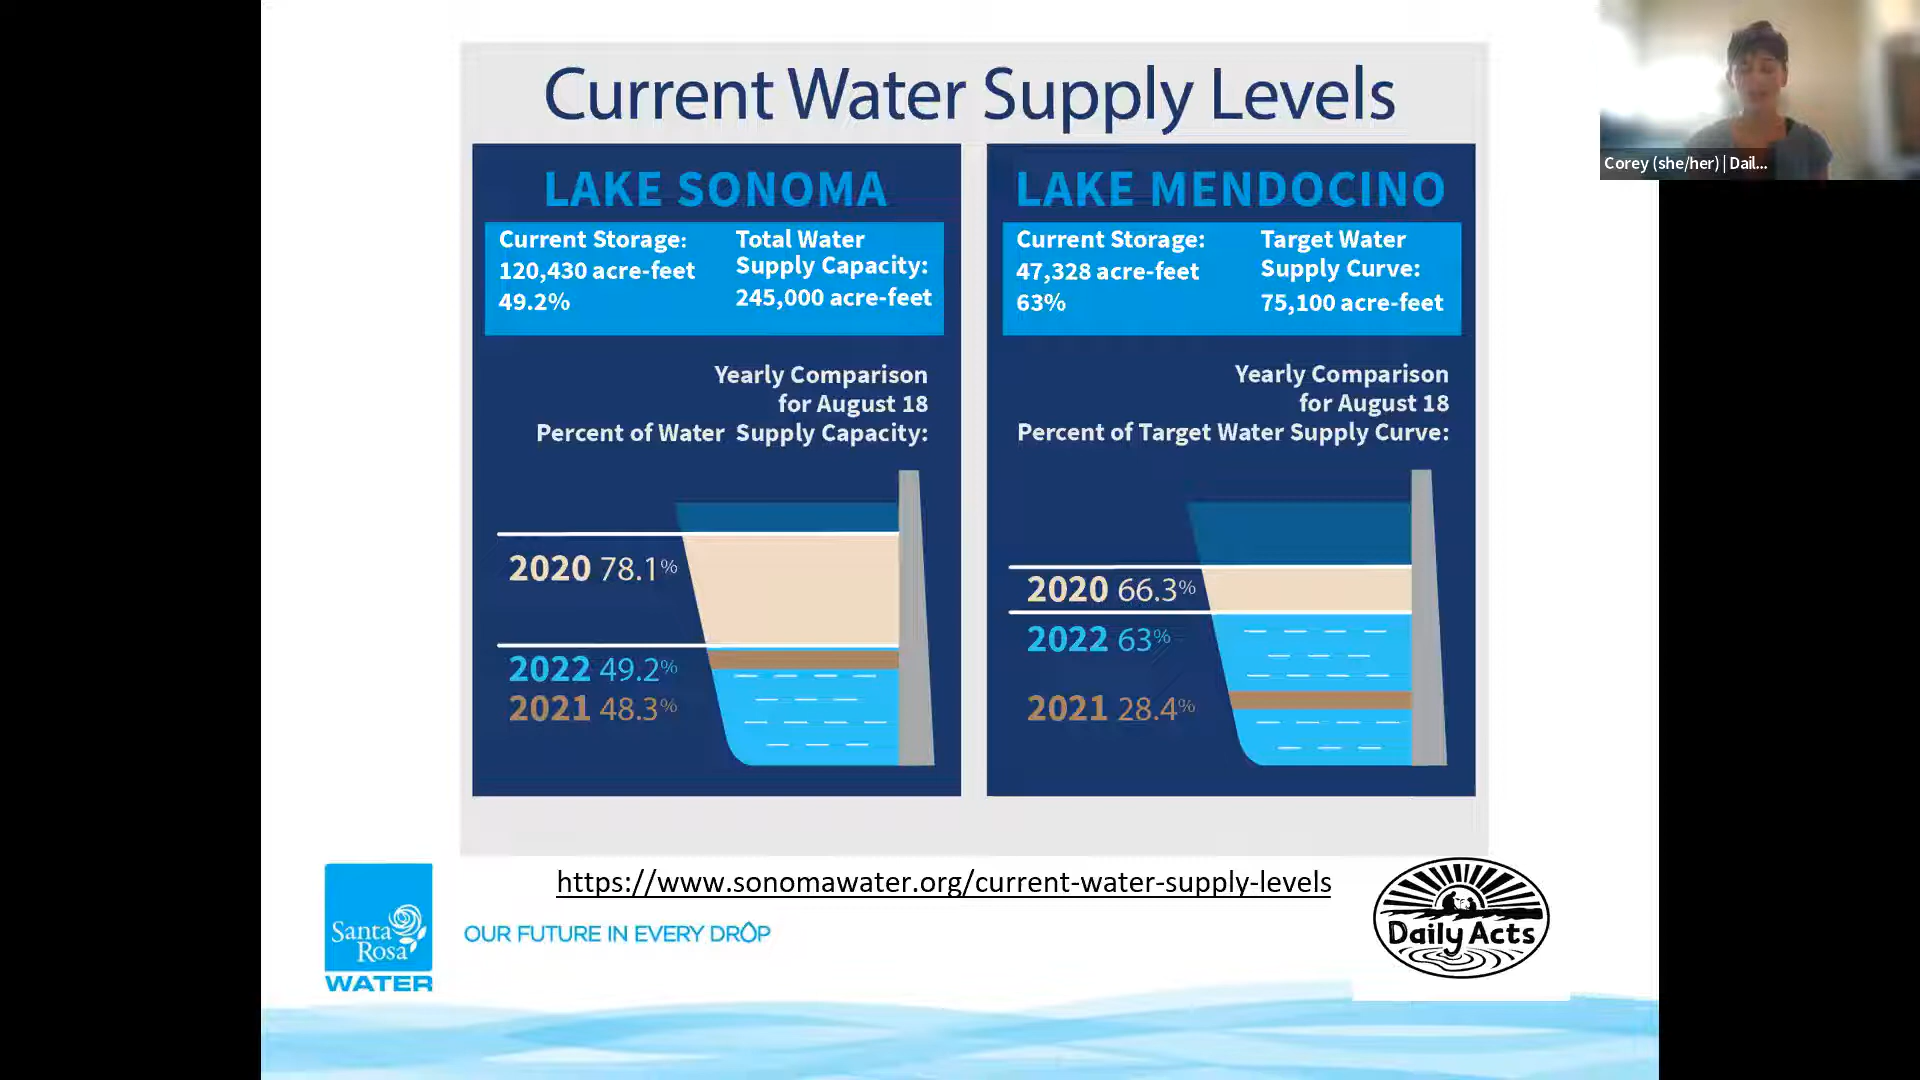 Current Water Supply Levels
LAKE SONOMA
Current Storage:
120,430 acre-feet
49.2%
Total Water
Supply Capacity:
245,000 acre-feet
Yearly Comparison
for August 18
Percent of Water Supply Capacity:
2020 78.1%
2022 49.2%
2021 48.3%
LAKE MENDOCINO
Current Storage:
47,328 acre-feet
63%
Target Water
Supply Curve:
75,100 acre-feet
Yearly Comparison
for August 18
Percent of Target Water Supply Curve:
2020 66.3%
2022 63%
2021 28.4%
https://www.sonomawater.org/current-water-supply-levels
Santa
Rosa
WATER
OUR FUTURE IN EVERY DROP
Daily Acts
Corey (she/her) | Dail...